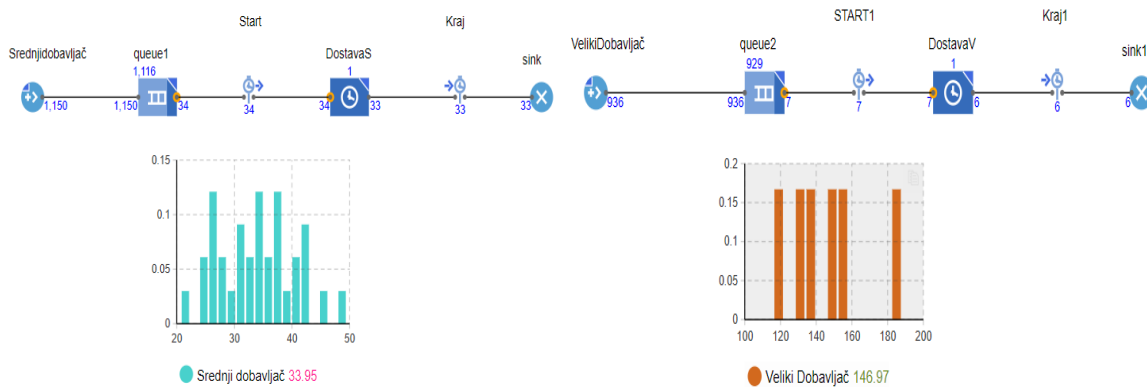 Start
Kraj
START1
Kraj1
Srednjidobavljač
queue1
DostavaS
sink
VelikiDobavljač
queue2
DostavaV
sink1
1,116
1
929
1
1,150
1,150
34
34
34
33
33
33
936
936
7
7
7
6
6
6
0.15
0.1
0.05
0
20
30
40
50
Srednji dobavljač 33.95
0.2
0.15
0.1
0.05
0
100
120
140
160
180
200
Veliki Dobavljač 146.97